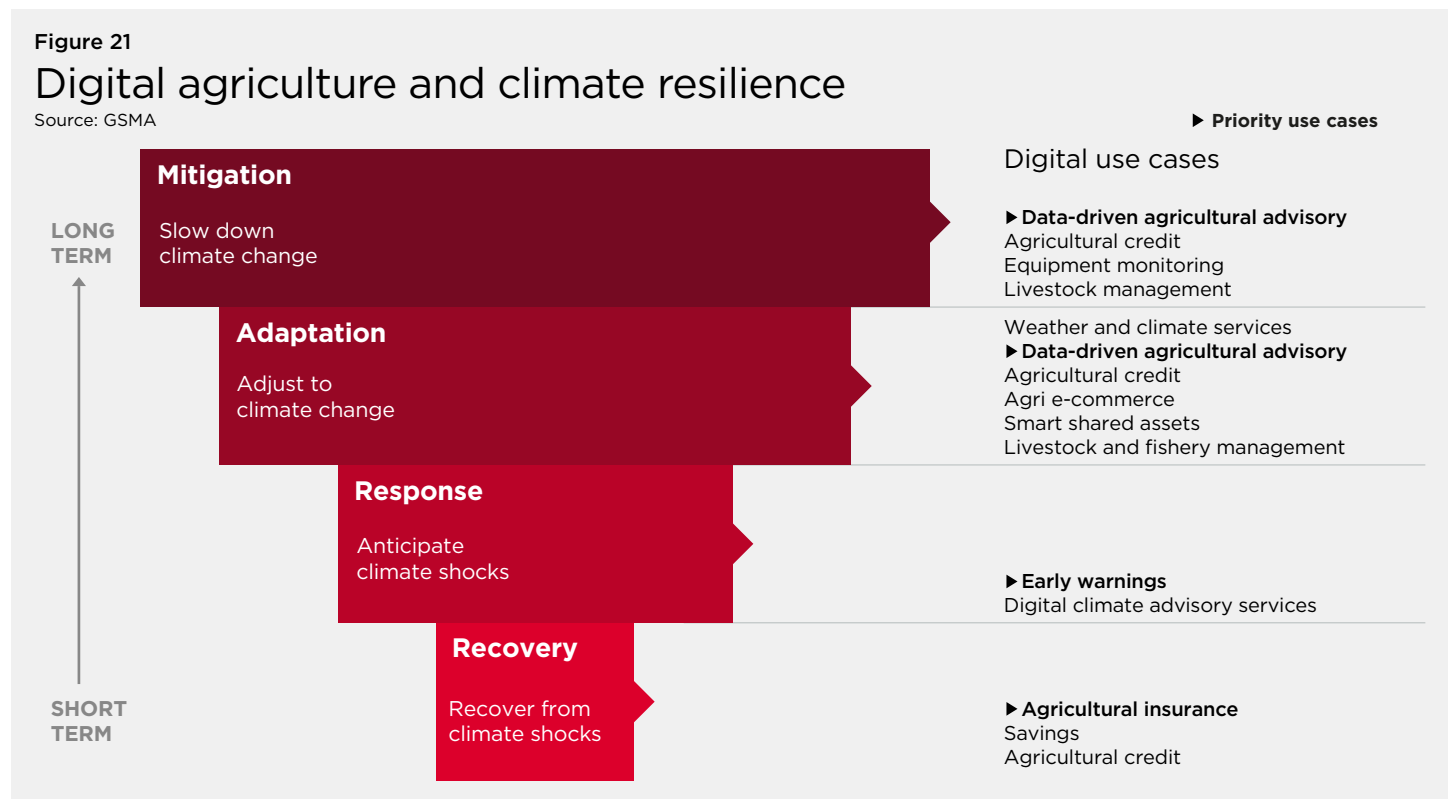 Figure 21
Digital agriculture and climate resilience
Source: GSMA
▶ Priority use cases
Digital use cases
LONG
TERM
SHORT
TERM
Mitigation
Slow down
climate change
▶ Data-driven agricultural advisory
Agricultural credit
Equipment monitoring
Livestock management
Adaptation
Adjust to
climate change
Weather and climate services
▶ Data-driven agricultural advisory
Agricultural credit
Agri e-commerce
Smart shared assets
Livestock and fishery management
Response
Anticipate
climate shocks
▶ Early warnings
Digital climate advisory services
Recovery
Recover from
climate shocks
▶ Agricultural insurance
Savings
Agricultural credit